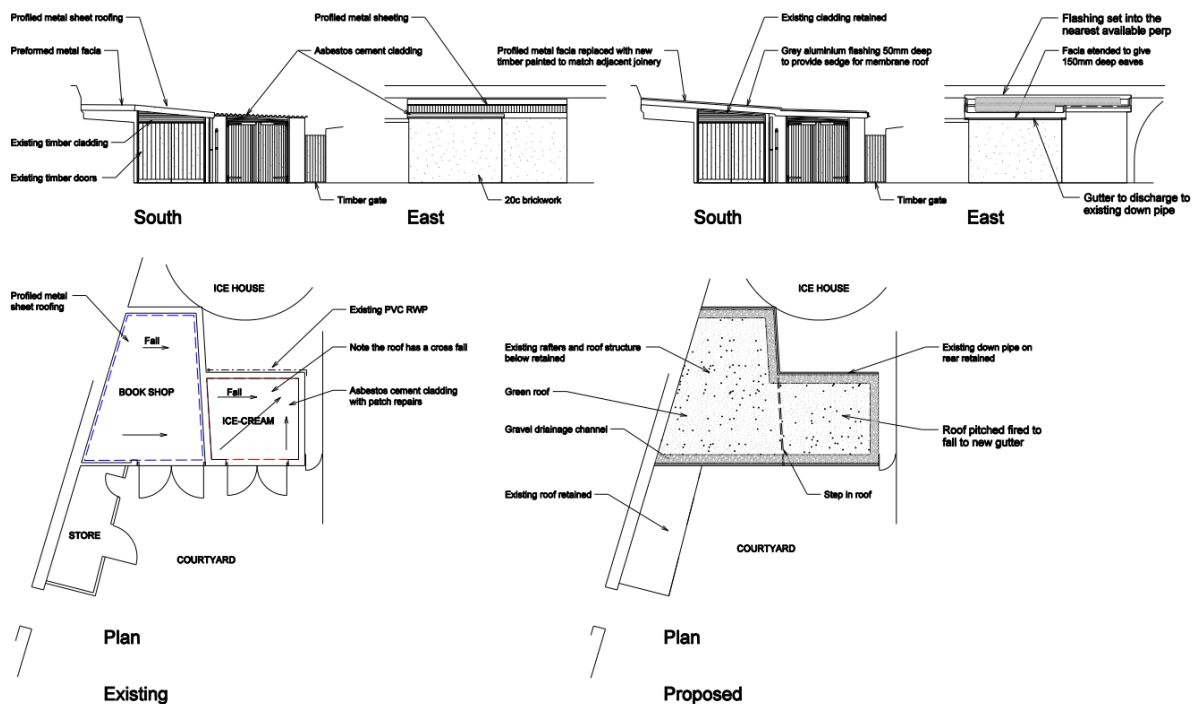 Profiled metal sheet roofing
Preformed metal facia
Existing timber cladding
Existing timber doors
South
Profiled metal sheeting
Asbestos cement cladding
Timber gate
20c brickwork
East
Existing cladding retained
Profiled metal facia replaced with new
timber painted to match adjacent joinery
Grey aluminium flashing 50mm deep
to provide sedge for membrane roof
South
Timber gate
Flashing set into the
nearest available perp
Facia etended to give
150mm deep eaves
East
Gutter to discharge to
existing down pipe
Profiled metal
sheet roofing
ICE HOUSE
Existing PVC RWP
Note the roof has a cross fall
Asbestos cement cladding
with patch repairs
Fall
BOOK SHOP
Fall
ICE-CREAM
STORE
COURTYARD
Plan
Existing
ICE HOUSE
Existing rafters and roof structure
below retained
Green roof
Gravel drainage channel
Existing roof retained
Existing down pipe on
rear retained
Roof pitched fired to
fall to new gutter
Step in roof
COURTYARD
Plan
Proposed